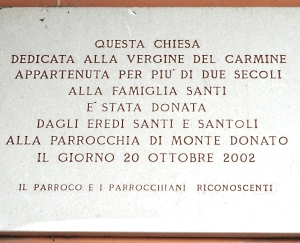 QUESTA CHIESA
DEDICATA ALLA VERGINE DEL CARMINE
APPARTENUTA PER PIU' DI DUE SECOLI
ALLA FAMIGLIA SANTI
E' STATA DONATA
DAGLI EREDI SANTI E SANTOLI
ALLA PARROCCHIA DI MONTE DONATO
IL GIORNO 20 OTTOBRE 2002
IL PARROCO E I PARROCCHIANI RICONOSCENTI